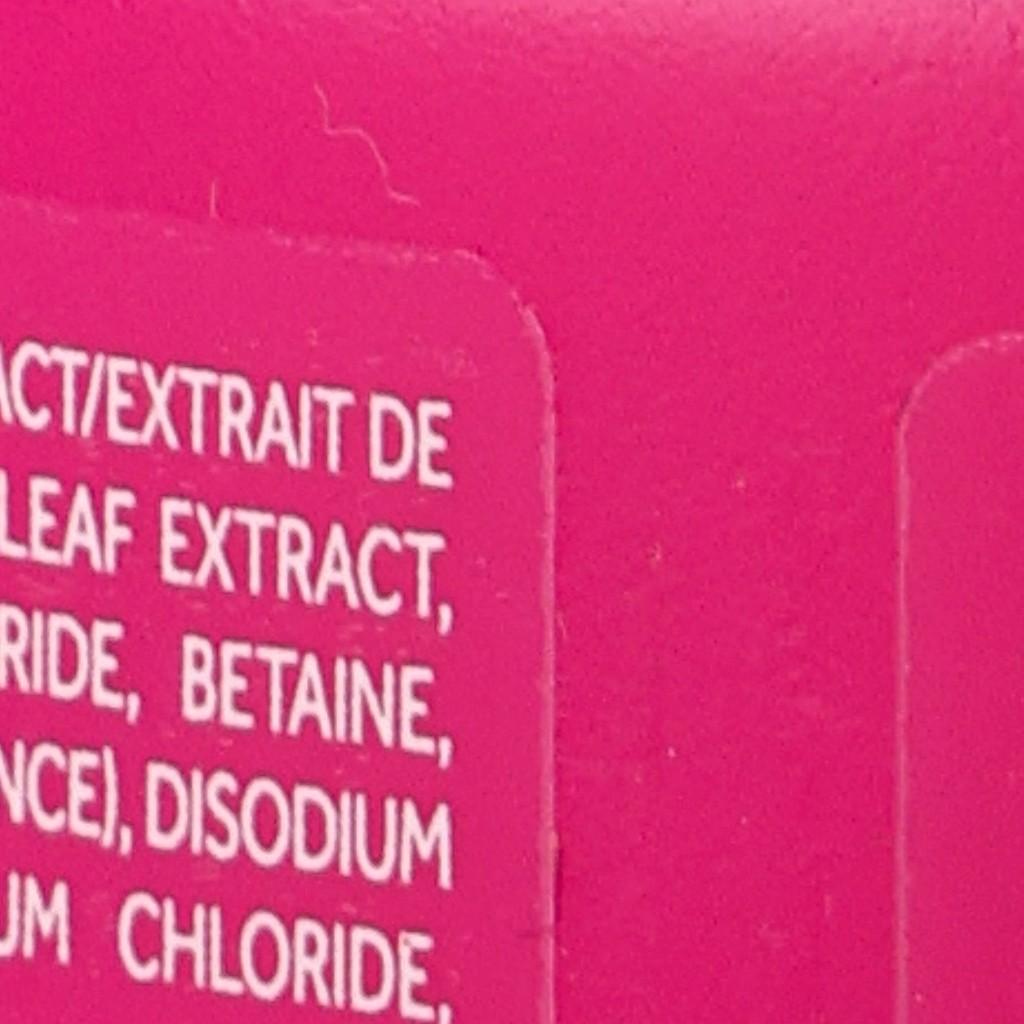 ACT/EXTRAIT DE
LEAF EXTRACT,
RIDE, BETAINE,
NCE), DISODIUM
UM CHLORIDE,